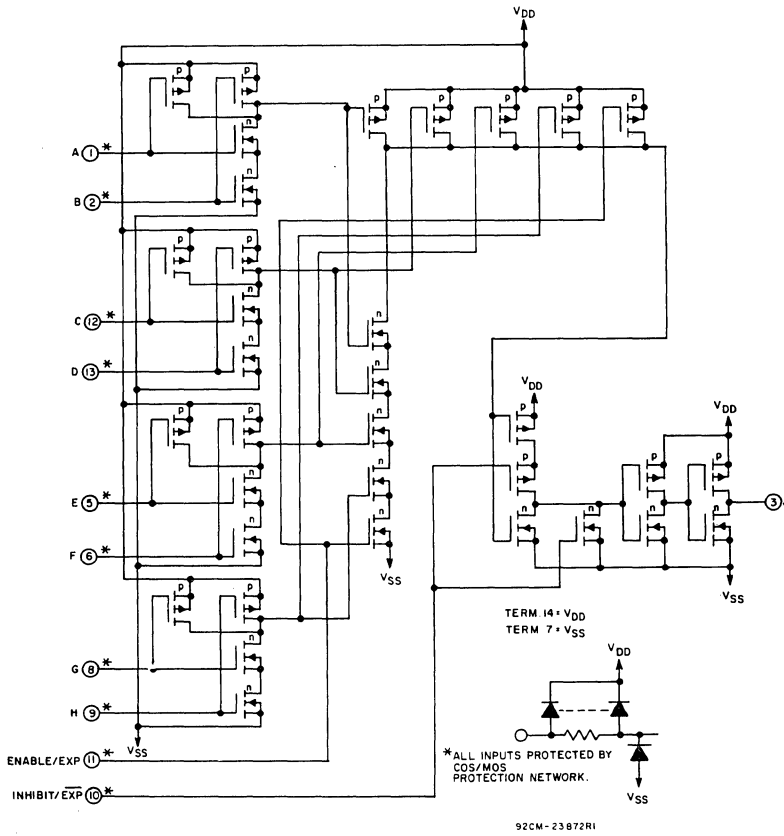 VDD
p p
p p p p p
n
A 1 *
n
B 2 *
p p
n
C 12 *
n
n
D 13 *
n
VDD
p p
p
VDD
n
n
p
p p
E 5 *
n
3
n
n
n n
n
F 6 *
n
VSS
VSS
p p
TERM. 14 = VDD
TERM 7 = VSS
n
VDD
G 8 *
n
H 9 *
VSS
ENABLE/EXP 11 *
* ALL INPUTS PROTECTED BY
COS/MOS
PROTECTION NETWORK.
VSS
INHIBIT/EXP 10 *
92CM-23872R1